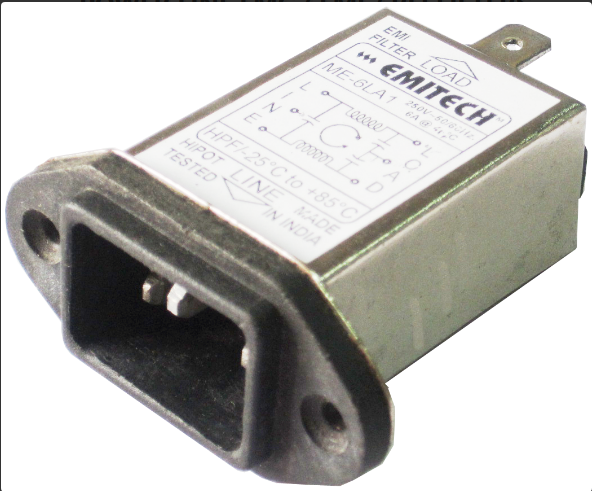 EMI
FILTER LOAD
EMITECH
ME-6LA1 250V~50/60Hz.
6A @ 40°C
L
I
N
E
L
O
A
D
HPF/-25°C to +85°C
HIPOT
TESTED LINE MADE
IN INDIA